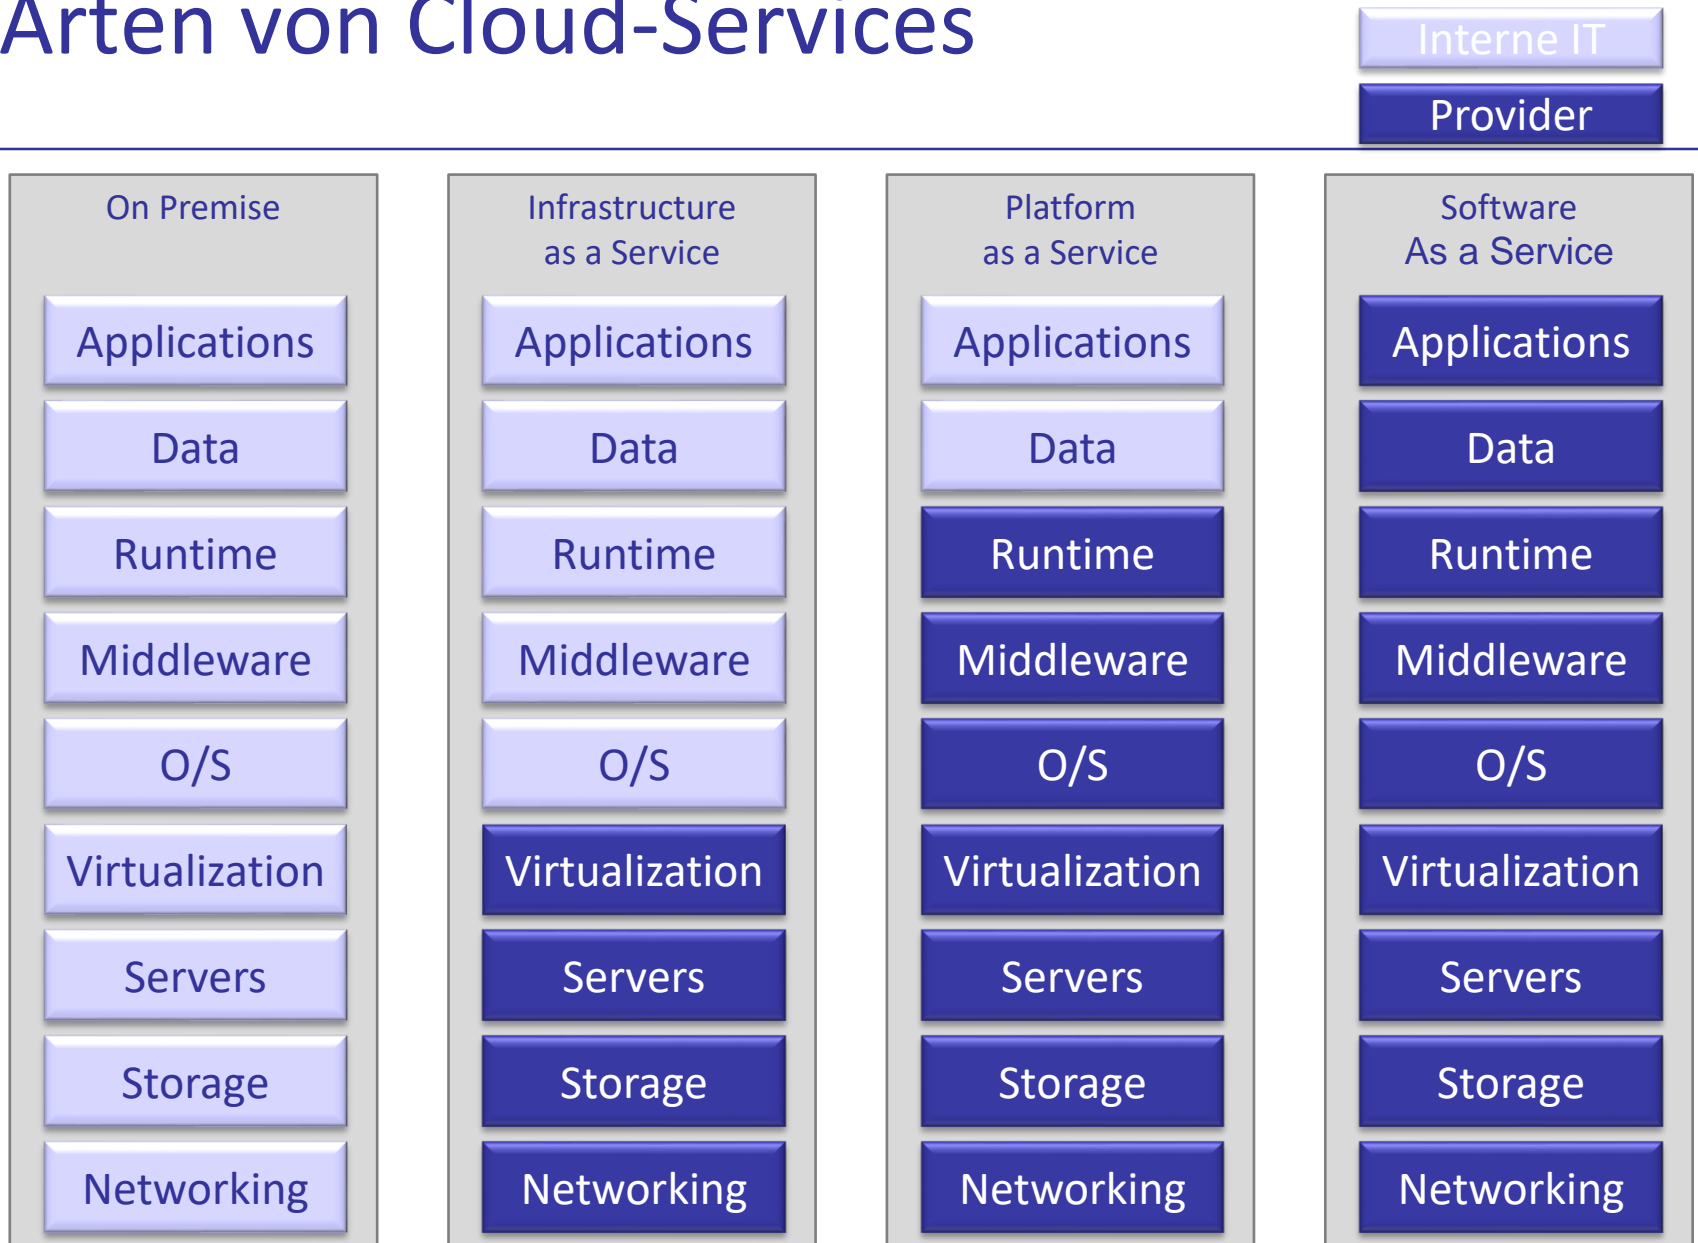 Arten von Cloud-Services
Interne IT
Provider
On Premise
Applications
Data
Runtime
Middleware
O/S
Virtualization
Servers
Storage
Networking
Infrastructure
as a Service
Applications
Data
Runtime
Middleware
O/S
Virtualization
Servers
Storage
Networking
Platform
as a Service
Applications
Data
Runtime
Middleware
O/S
Virtualization
Servers
Storage
Networking
Software
As a Service
Applications
Data
Runtime
Middleware
O/S
Virtualization
Servers
Storage
Networking